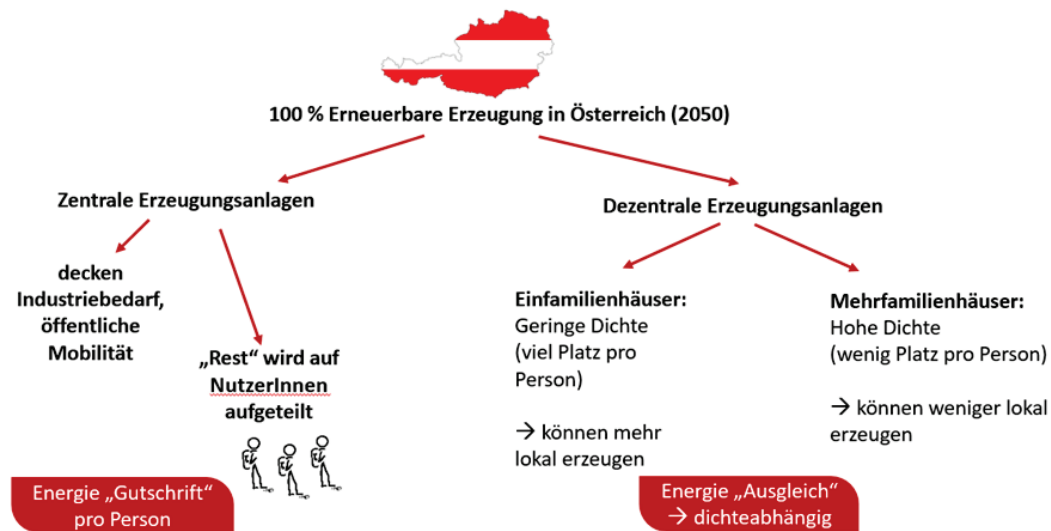 100 % Erneuerbare Erzeugung in Österreich (2050)
Zentrale Erzeugungsanlagen
decken
Industriebedarf,
öffentliche
Mobilität
„Rest“ wird auf
NutzerInnen
aufgeteilt
Energie „Gutschrift“
pro Person
Dezentrale Erzeugungsanlagen
Einfamilienhäuser:
Geringe Dichte
(viel Platz pro
Person)
→ können mehr
lokal erzeugen
Mehrfamilienhäuser:
Hohe Dichte
(wenig Platz pro Person)
→ können weniger lokal
erzeugen
Energie „Ausgleich“
→ dichteabhängig